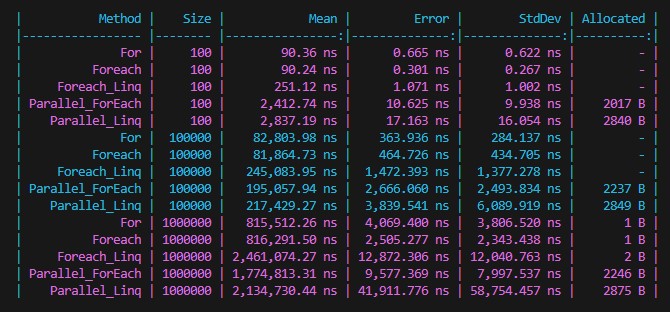 | Method | Size | Mean | Error | StdDev | Allocated |
|----------------- |-------- |----------------:|--------------:|--------------:|----------:|
| For | 100 | 90.36 ns | 0.665 ns | 0.622 ns | - |
| Foreach | 100 | 90.24 ns | 0.301 ns | 0.267 ns | - |
| Foreach_Linq | 100 | 251.12 ns | 1.071 ns | 1.002 ns | - |
| Parallel_ForEach | 100 | 2,412.74 ns | 10.625 ns | 9.938 ns | 2017 B |
| Parallel_Linq | 100 | 2,837.19 ns | 17.163 ns | 16.054 ns | 2840 B |
| For | 100000 | 82,803.98 ns | 363.936 ns | 284.137 ns | - |
| Foreach | 100000 | 81,864.73 ns | 464.726 ns | 434.705 ns | - |
| Foreach_Linq | 100000 | 245,083.95 ns | 1,472.393 ns | 1,377.278 ns | - |
| Parallel_ForEach | 100000 | 195,057.94 ns | 2,666.060 ns | 2,493.834 ns | 2237 B |
| Parallel_Linq | 100000 | 217,429.27 ns | 3,839.541 ns | 6,089.919 ns | 2849 B |
| For | 1000000 | 815,512.26 ns | 4,069.400 ns | 3,806.520 ns | 1 B |
| Foreach | 1000000 | 816,291.50 ns | 2,505.277 ns | 2,343.438 ns | 1 B |
| Foreach_Linq | 1000000 | 2,461,074.27 ns | 12,872.306 ns | 12,040.763 ns | 2 B |
| Parallel_ForEach | 1000000 | 1,774,813.31 ns | 9,577.369 ns | 7,997.537 ns | 2246 B |
| Parallel_Linq | 1000000 | 2,134,730.44 ns | 41,911.776 ns | 58,754.457 ns | 2875 B |